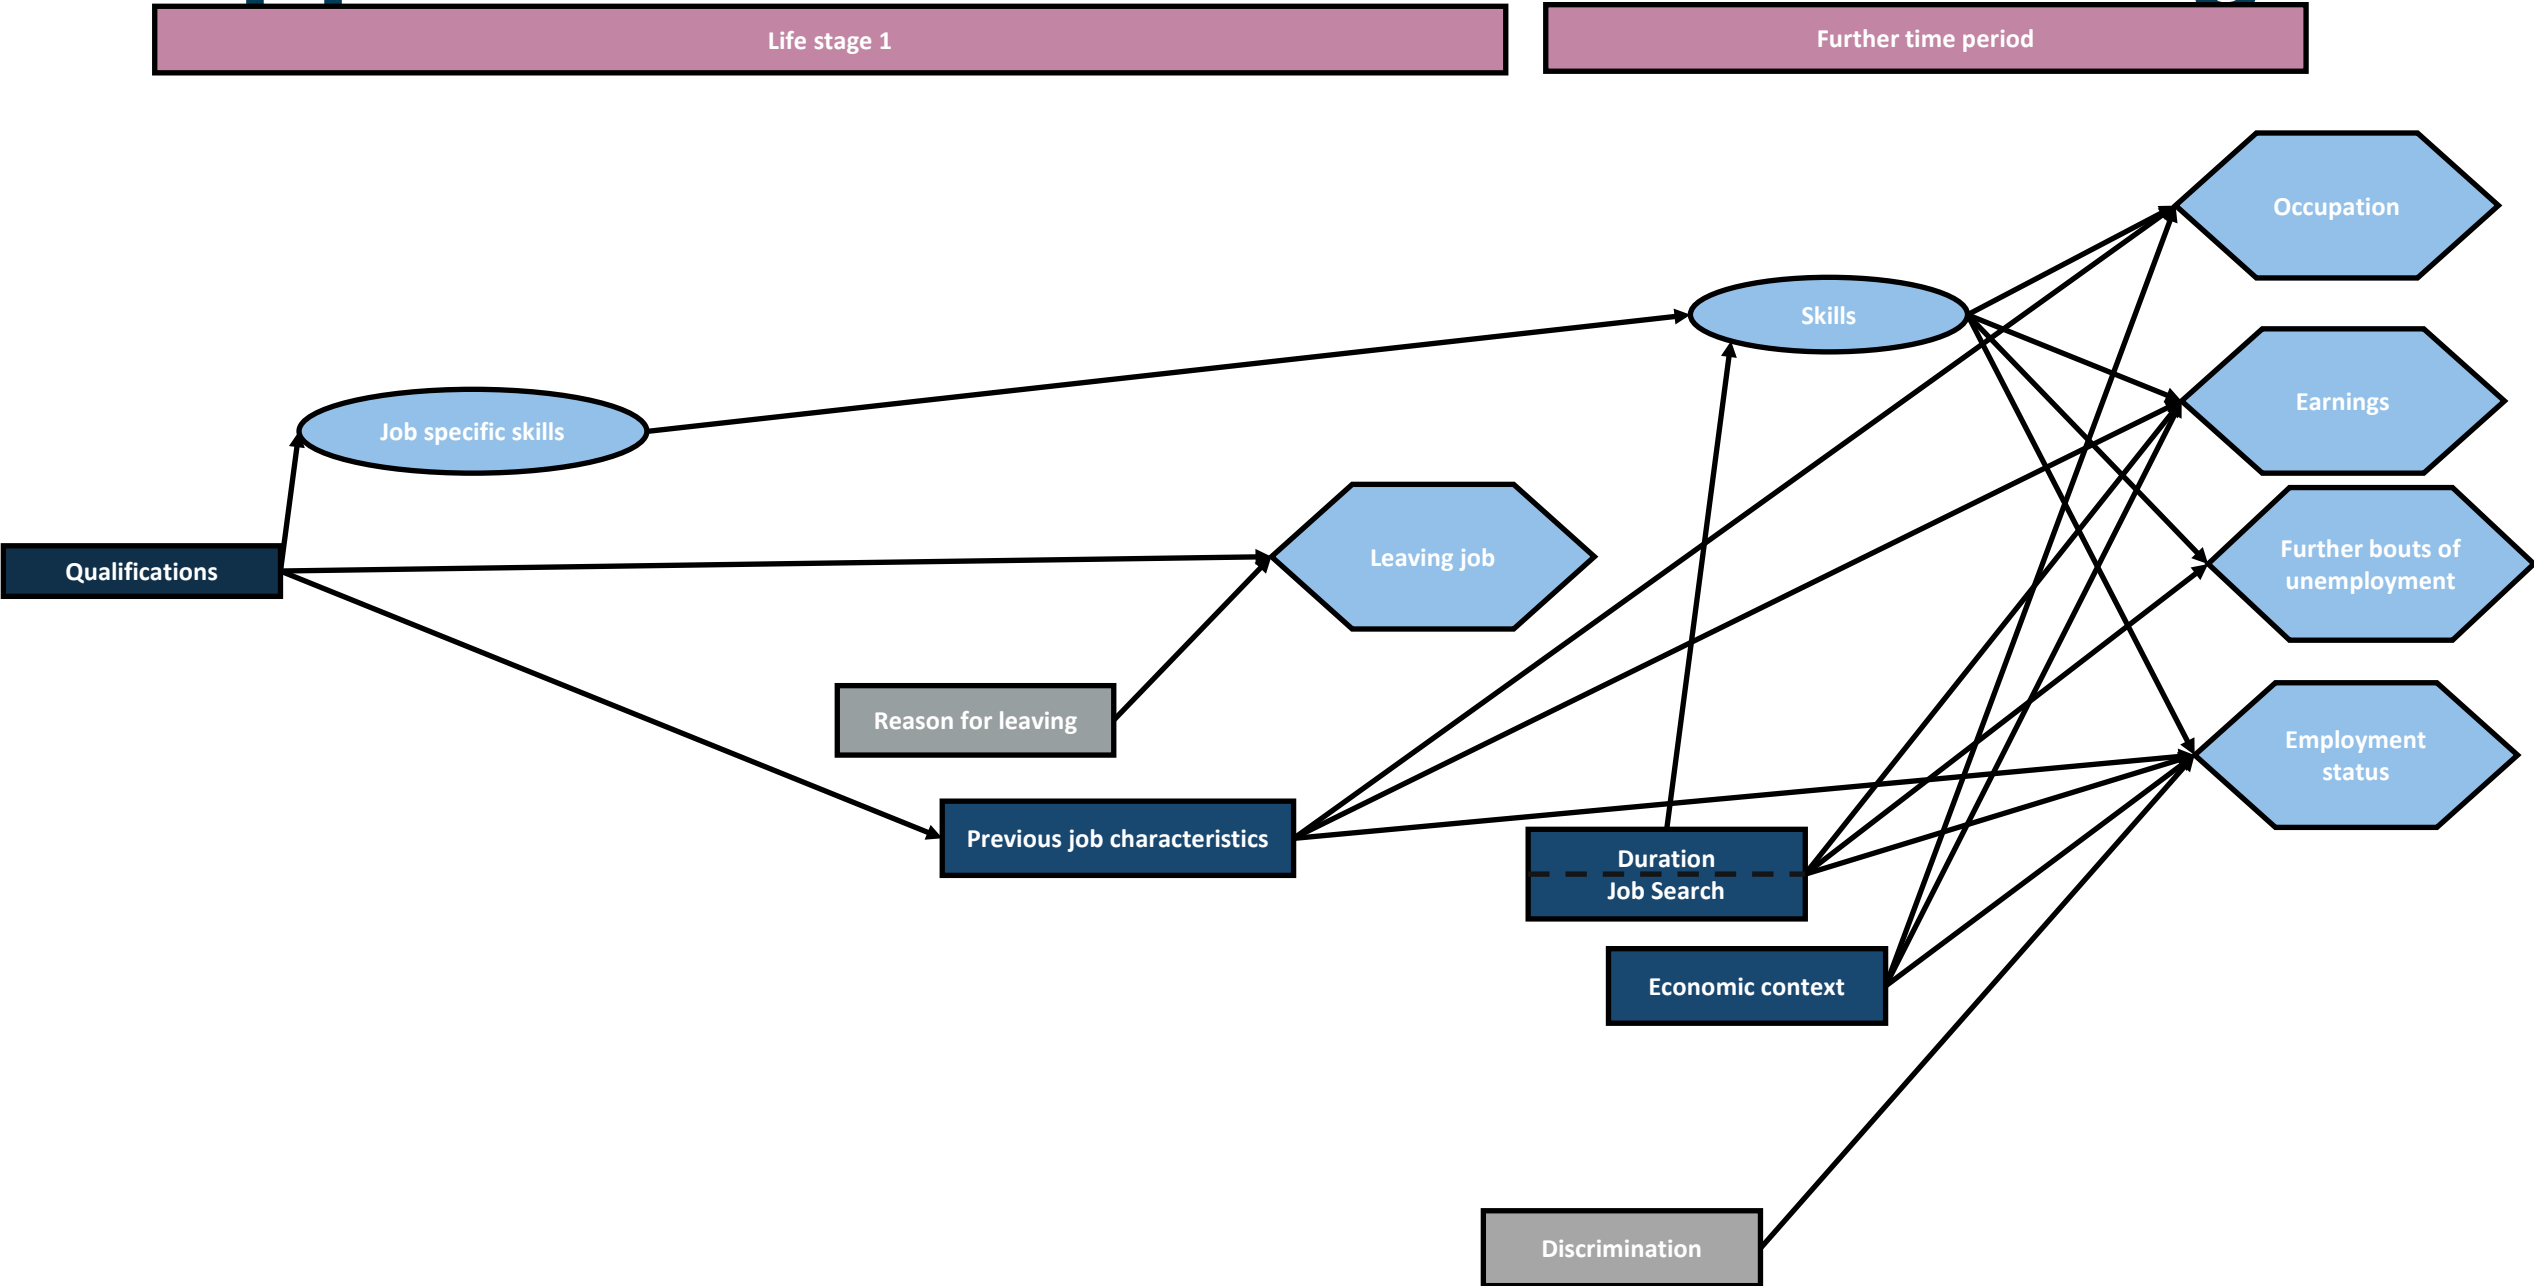 Life stage 1
Further time period
Occupation
Skills
Earnings
Job specific skills
Further bouts of
unemployment
Leaving job
Qualifications
Reason for leaving
Employment
status
Previous job characteristics
Duration
Job Search
Economic context
Discrimination